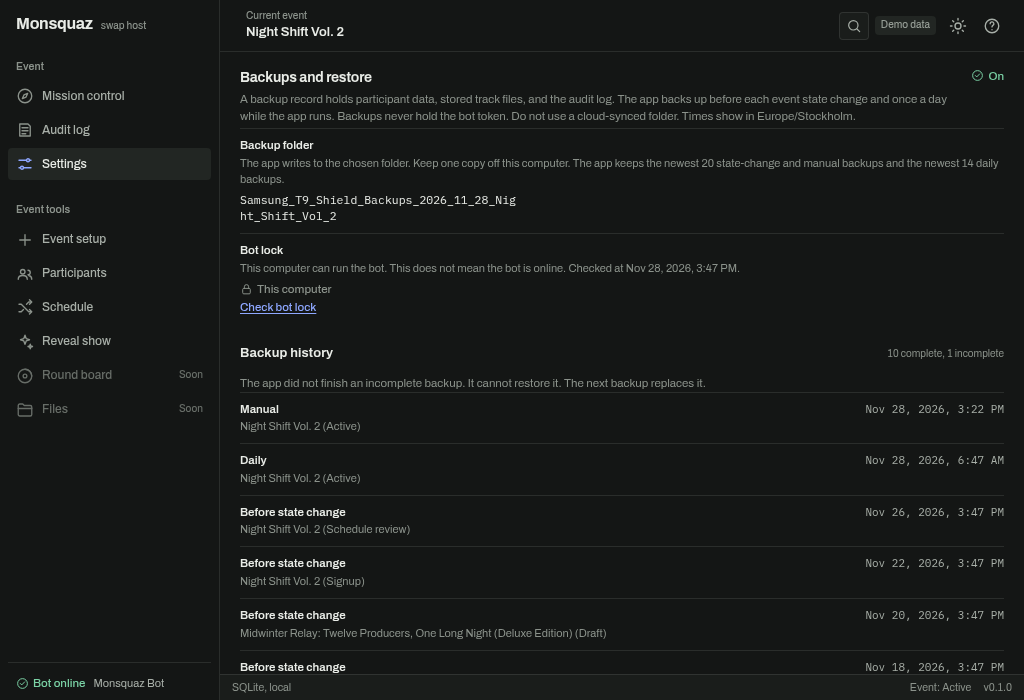 Monsquaz swap host
Event
Mission control
Audit log
Settings
Event tools
Event setup
Participants
Schedule
Reveal show
Round board Soon
Files Soon
Bot online Monsquaz Bot
Current event
Night Shift Vol. 2
Demo data
Backups and restore
On
A backup record holds participant data, stored track files, and the audit log. The app backs up before each event state change and once a day
while the app runs. Backups never hold the bot token. Do not use a cloud-synced folder. Times show in Europe/Stockholm.
Backup folder
The app writes to the chosen folder. Keep one copy off this computer. The app keeps the newest 20 state-change and manual backups and the newest 14 daily
backups.
Samsung_T9_Shield_Backups_2026_11_28_Nig
ht_Shift_Vol_2
Bot lock
This computer can run the bot. This does not mean the bot is online. Checked at Nov 28, 2026, 3:47 PM.
This computer
Check bot lock
Backup history
10 complete, 1 incomplete
The app did not finish an incomplete backup. It cannot restore it. The next backup replaces it.
Manual Nov 28, 2026, 3:22 PM
Night Shift Vol. 2 (Active)
Daily Nov 28, 2026, 6:47 AM
Night Shift Vol. 2 (Active)
Before state change Nov 26, 2026, 3:47 PM
Night Shift Vol. 2 (Schedule review)
Before state change Nov 22, 2026, 3:47 PM
Night Shift Vol. 2 (Signup)
Before state change Nov 20, 2026, 3:47 PM
Midwinter Relay: Twelve Producers, One Long Night (Deluxe Edition) (Draft)
Before state change Nov 18, 2026, 3:47 PM
SQLite, local
Event: Active v0.1.0